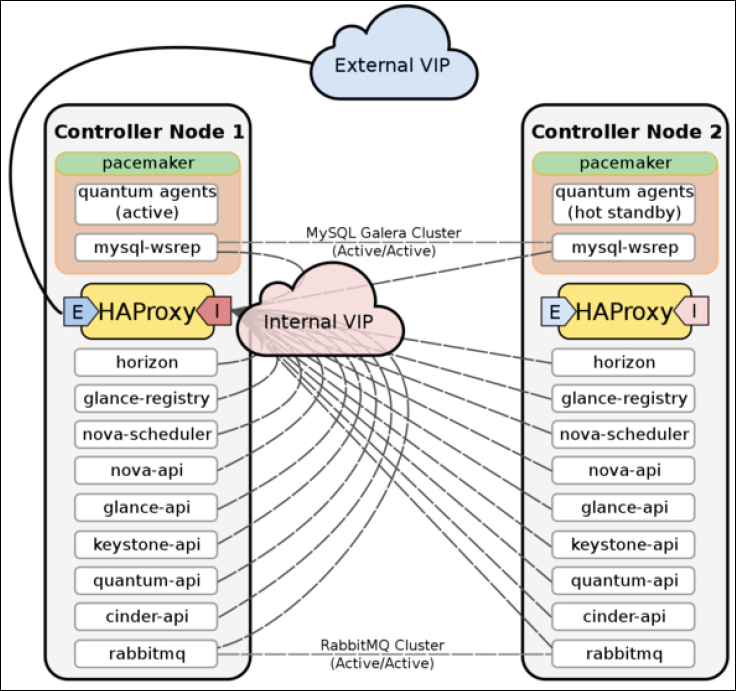 External VIP
Controller Node 1
pacemaker
quantum agents
(active)
mysql-wsrep
E
HAProxy
I
horizon
glance-registry
nova-scheduler
nova-api
glance-api
keystone-api
quantum-api
cinder-api
rabbitmq
MySQL Galera Cluster
(Active/Active)
Internal VIP
RabbitMQ Cluster
(Active/Active)
Controller Node 2
pacemaker
quantum agents
(hot standby)
mysql-wsrep
E
HAProxy
I
horizon
glance-registry
nova-scheduler
nova-api
glance-api
keystone-api
quantum-api
cinder-api
rabbitmq